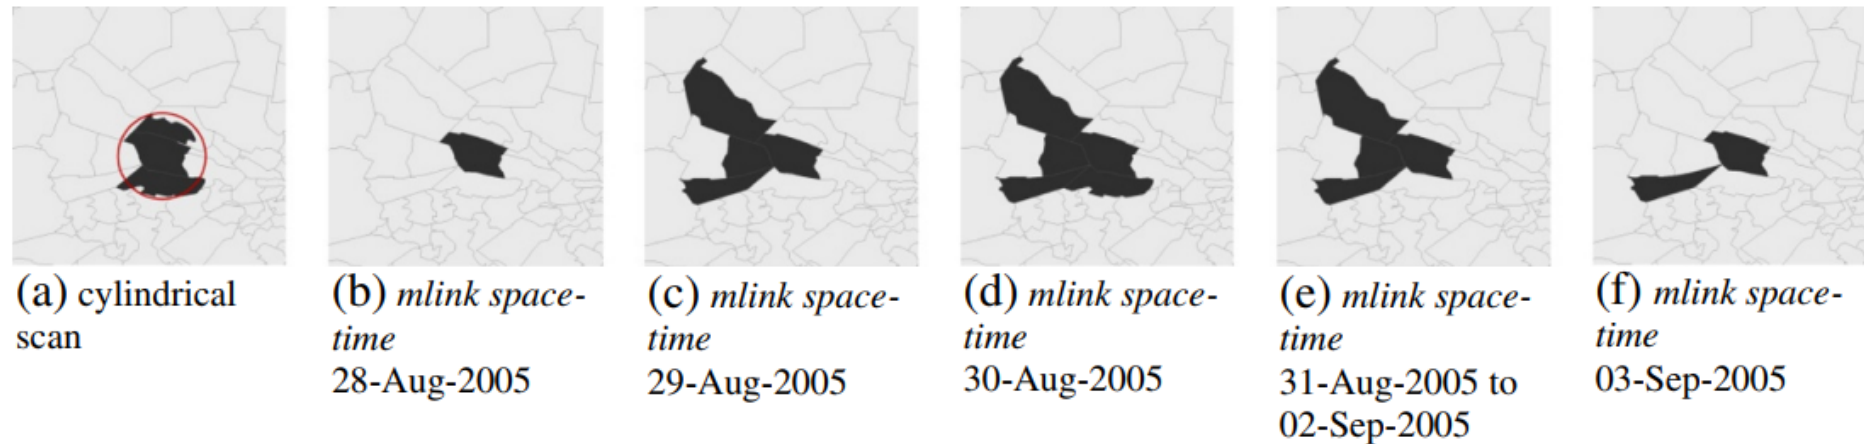 (a) cylindrical
scan
(b) mlink space-
time
28-Aug-2005
(c) mlink space-
time
29-Aug-2005
(d) mlink space-
time
30-Aug-2005
(e) mlink space-
time
31-Aug-2005 to
02-Sep-2005
(f) mlink space-
time
03-Sep-2005